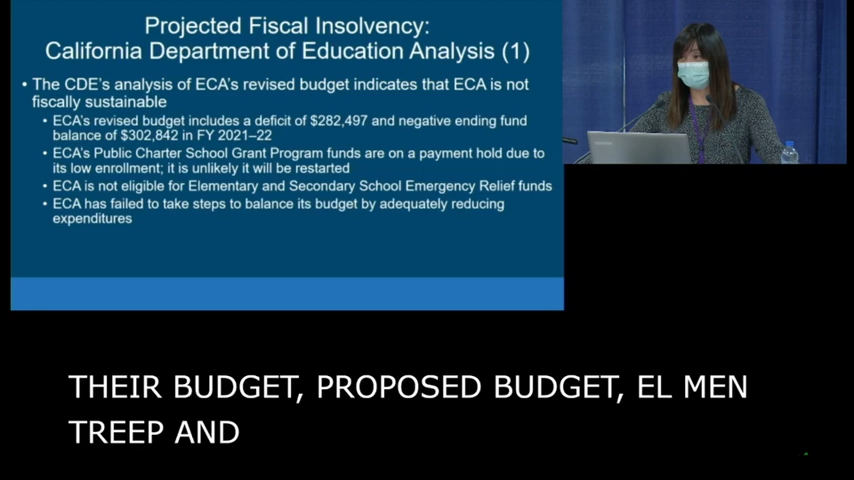 Projected Fiscal Insolvency:
California Department of Education Analysis (1)
• The CDE's analysis of ECA's revised budget indicates that ECA is not
fiscally sustainable
• ECA's revised budget includes a deficit of $282,497 and negative ending fund
balance of $302,842 in FY 2021–22
• ECA's Public Charter School Grant Program funds are on a payment hold due to
its low enrollment; it is unlikely it will be restarted
• ECA is not eligible for Elementary and Secondary School Emergency Relief funds
• ECA has failed to take steps to balance its budget by adequately reducing
expenditures
THEIR BUDGET, PROPOSED BUDGET, EL MEN
TREEP AND